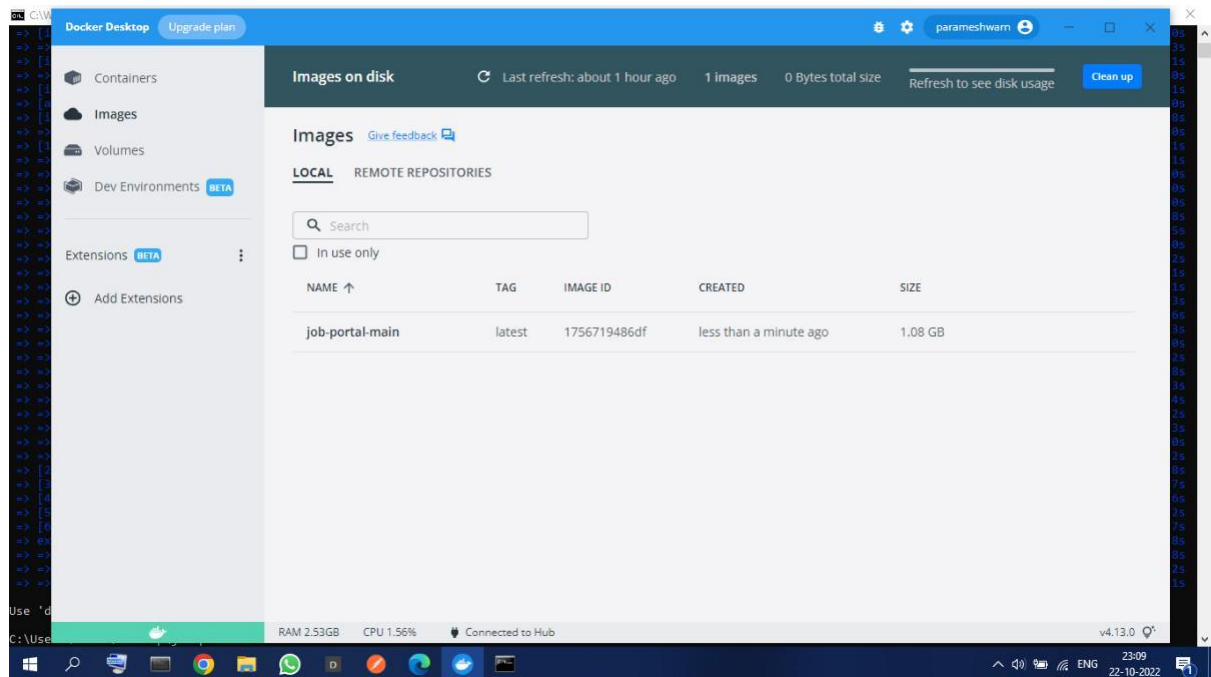 C:\W
Docker Desktop Upgrade plan parameshwarn
Containers
Images
Volumes
Dev Environments BETA
Extensions BETA
Add Extensions
Images on disk Last refresh: about 1 hour ago 1 images 0 Bytes total size Refresh to see disk usage Clean up
Images Give feedback
LOCAL REMOTE REPOSITORIES
Search
In use only
NAME TAG IMAGE ID CREATED SIZE
job-portal-main latest 1756719486df less than a minute ago 1.08 GB
Use 'd
C:\Use
RAM 2.53GB CPU 1.56% Connected to Hub v4.13.0
ENG 23:09
22-10-2022